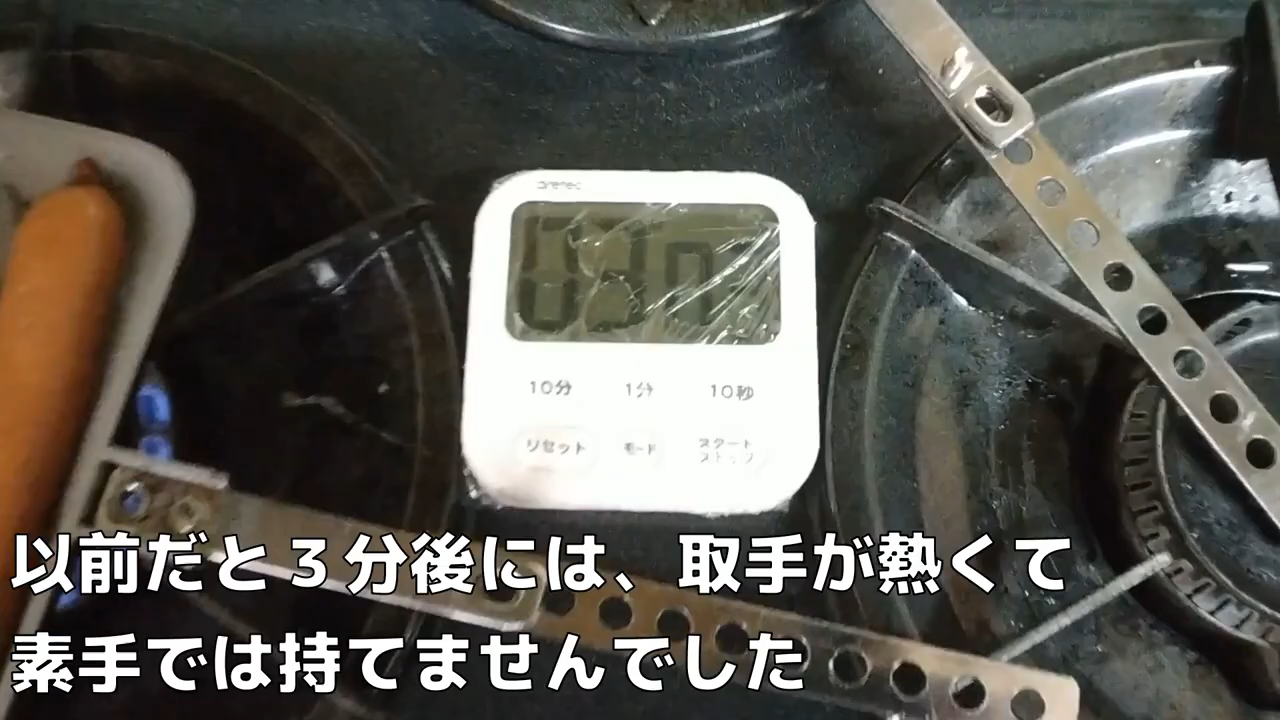 dretec
10分 1分 10秒
リセット モード スタート
ストップ
以前だと３分後には、取手が熱くて
素手では持てませんでした